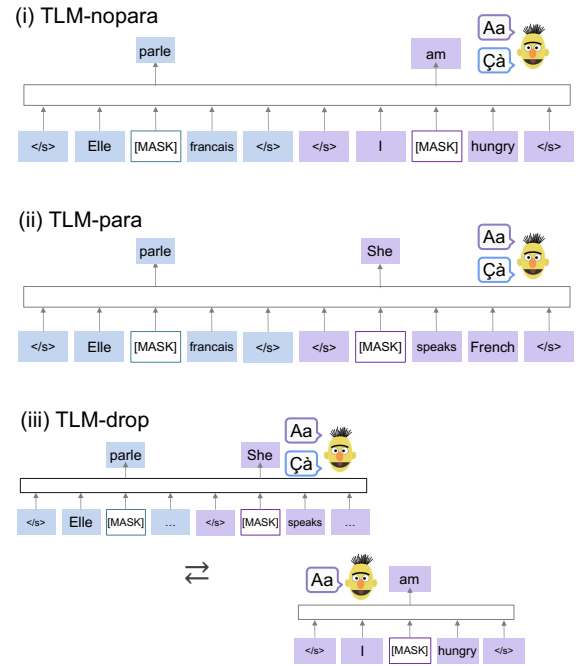 (i) TLM-nopara
Aa
parle am
Çà
</s> Elle [MASK] francais </s> </s> I [MASK] hungry </s>
(ii) TLM-para
Aa
parle She
Çà
</s> Elle [MASK] francais </s> </s> [MASK] speaks French </s>
(iii) TLM-drop
Aa
parle She
Çà
</s> Elle [MASK] ... </s> [MASK] speaks ...
Aa am
</s> I [MASK] hungry </s>